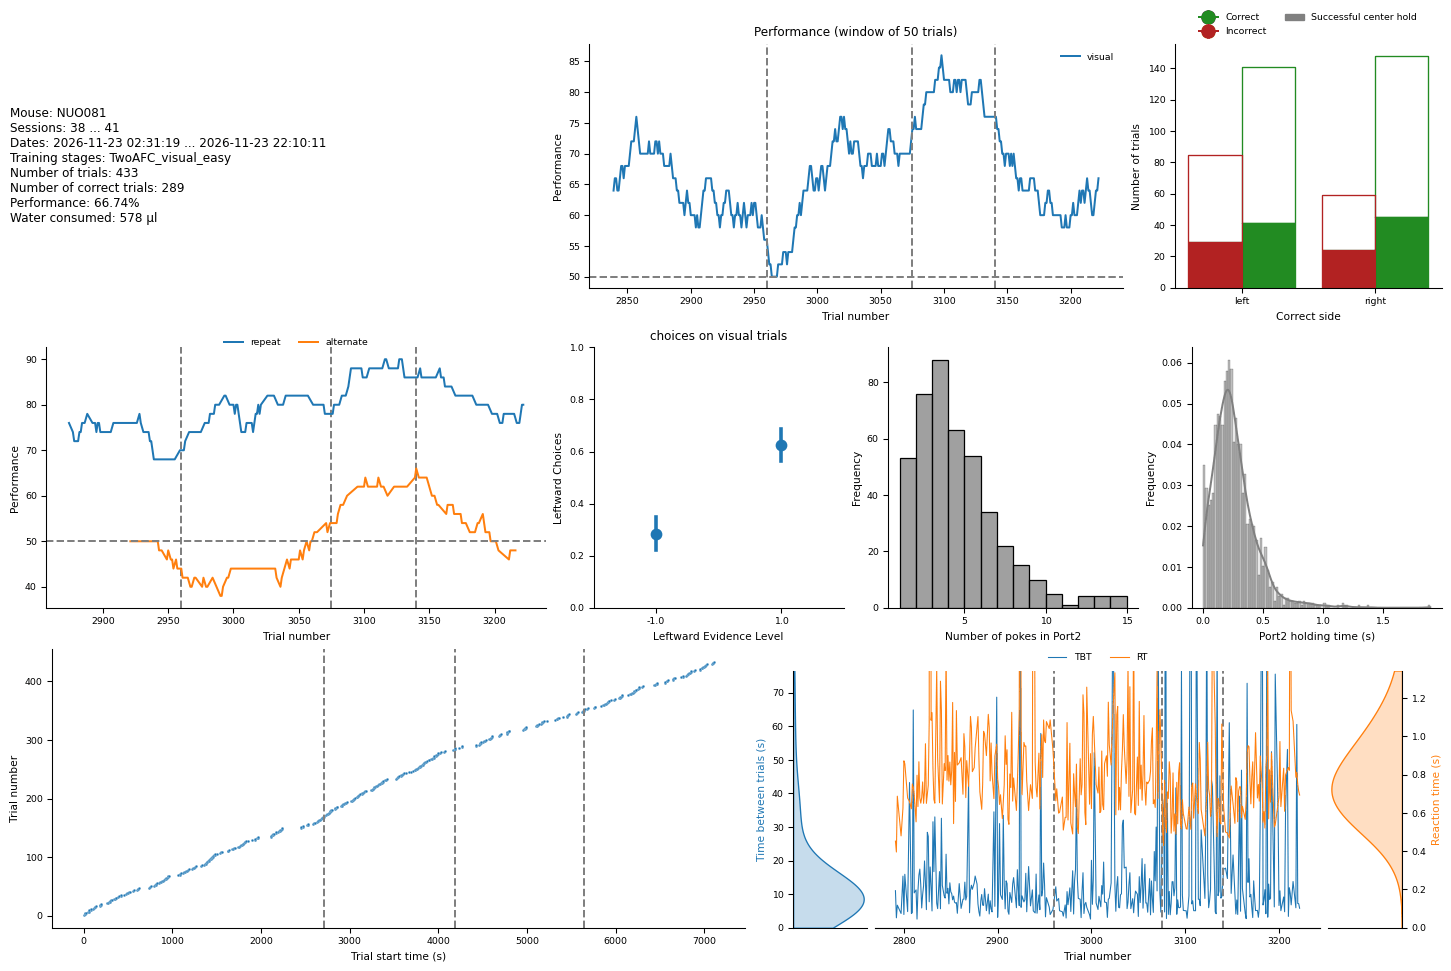 Mouse: NUO081
Sessions: 38 ... 41
Dates: 2026-11-23 02:31:19 ... 2026-11-23 22:10:11
Training stages: TwoAFC_visual_easy
Number of trials: 433
Number of correct trials: 289
Performance: 66.74%
Water consumed: 578 µl
Performance (window of 50 trials)
visual
Performance
85
80
75
70
65
60
55
50
2850 2900 2950 3000 3050 3100 3150 3200
Trial number
Correct
Incorrect
Successful center hold
Number of trials
140
120
100
80
60
40
20
0
left right
Correct side
repeat alternate
Performance
90
80
70
60
50
40
2900 2950 3000 3050 3100 3150 3200
Trial number
choices on visual trials
Leftward Choices
1.0
0.8
0.6
0.4
0.2
0.0
-1.0 1.0
Leftward Evidence Level
Frequency
80
60
40
20
0
5 10 15
Number of pokes in Port2
Frequency
0.06
0.05
0.04
0.03
0.02
0.01
0.00
0.0 0.5 1.0 1.5
Port2 holding time (s)
Trial number
400
300
200
100
0
0 1000 2000 3000 4000 5000 6000 7000
Trial start time (s)
TBT RT
Time between trials (s)
70
60
50
40
30
20
10
0
2800 2900 3000 3100 3200
Trial number
1.2
1.0
0.8
0.6
0.4
0.2
0.0
Reaction time (s)